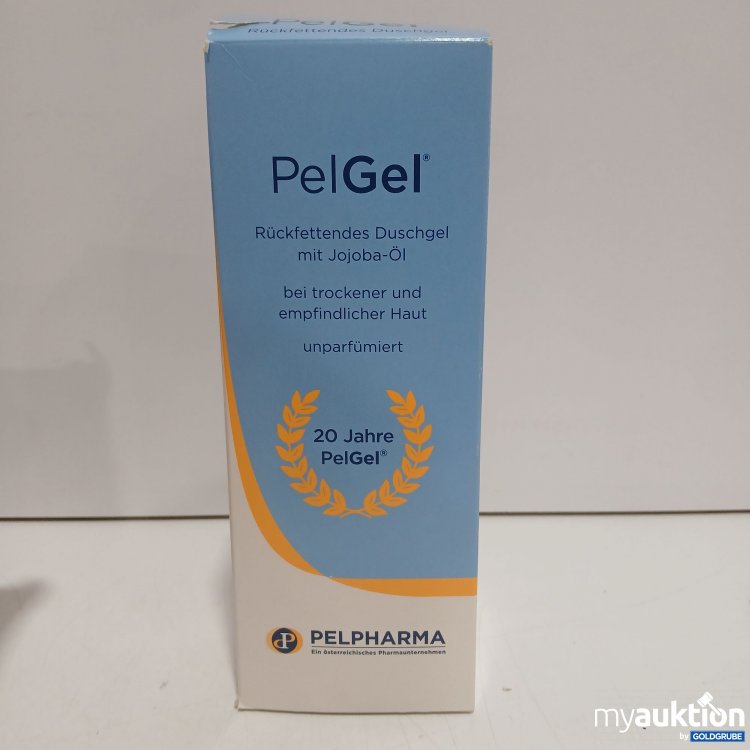 PelGel
Rückfettendes Duschgel
PelGel®
Rückfettendes Duschgel
mit Jojoba-Öl
bei trockener und
empfindlicher Haut
unparfümiert
20 Jahre
PelGel®
PELPHARMA
Ein österreichisches Pharmaunternehmen
myauktion
by GOLDGRUBE